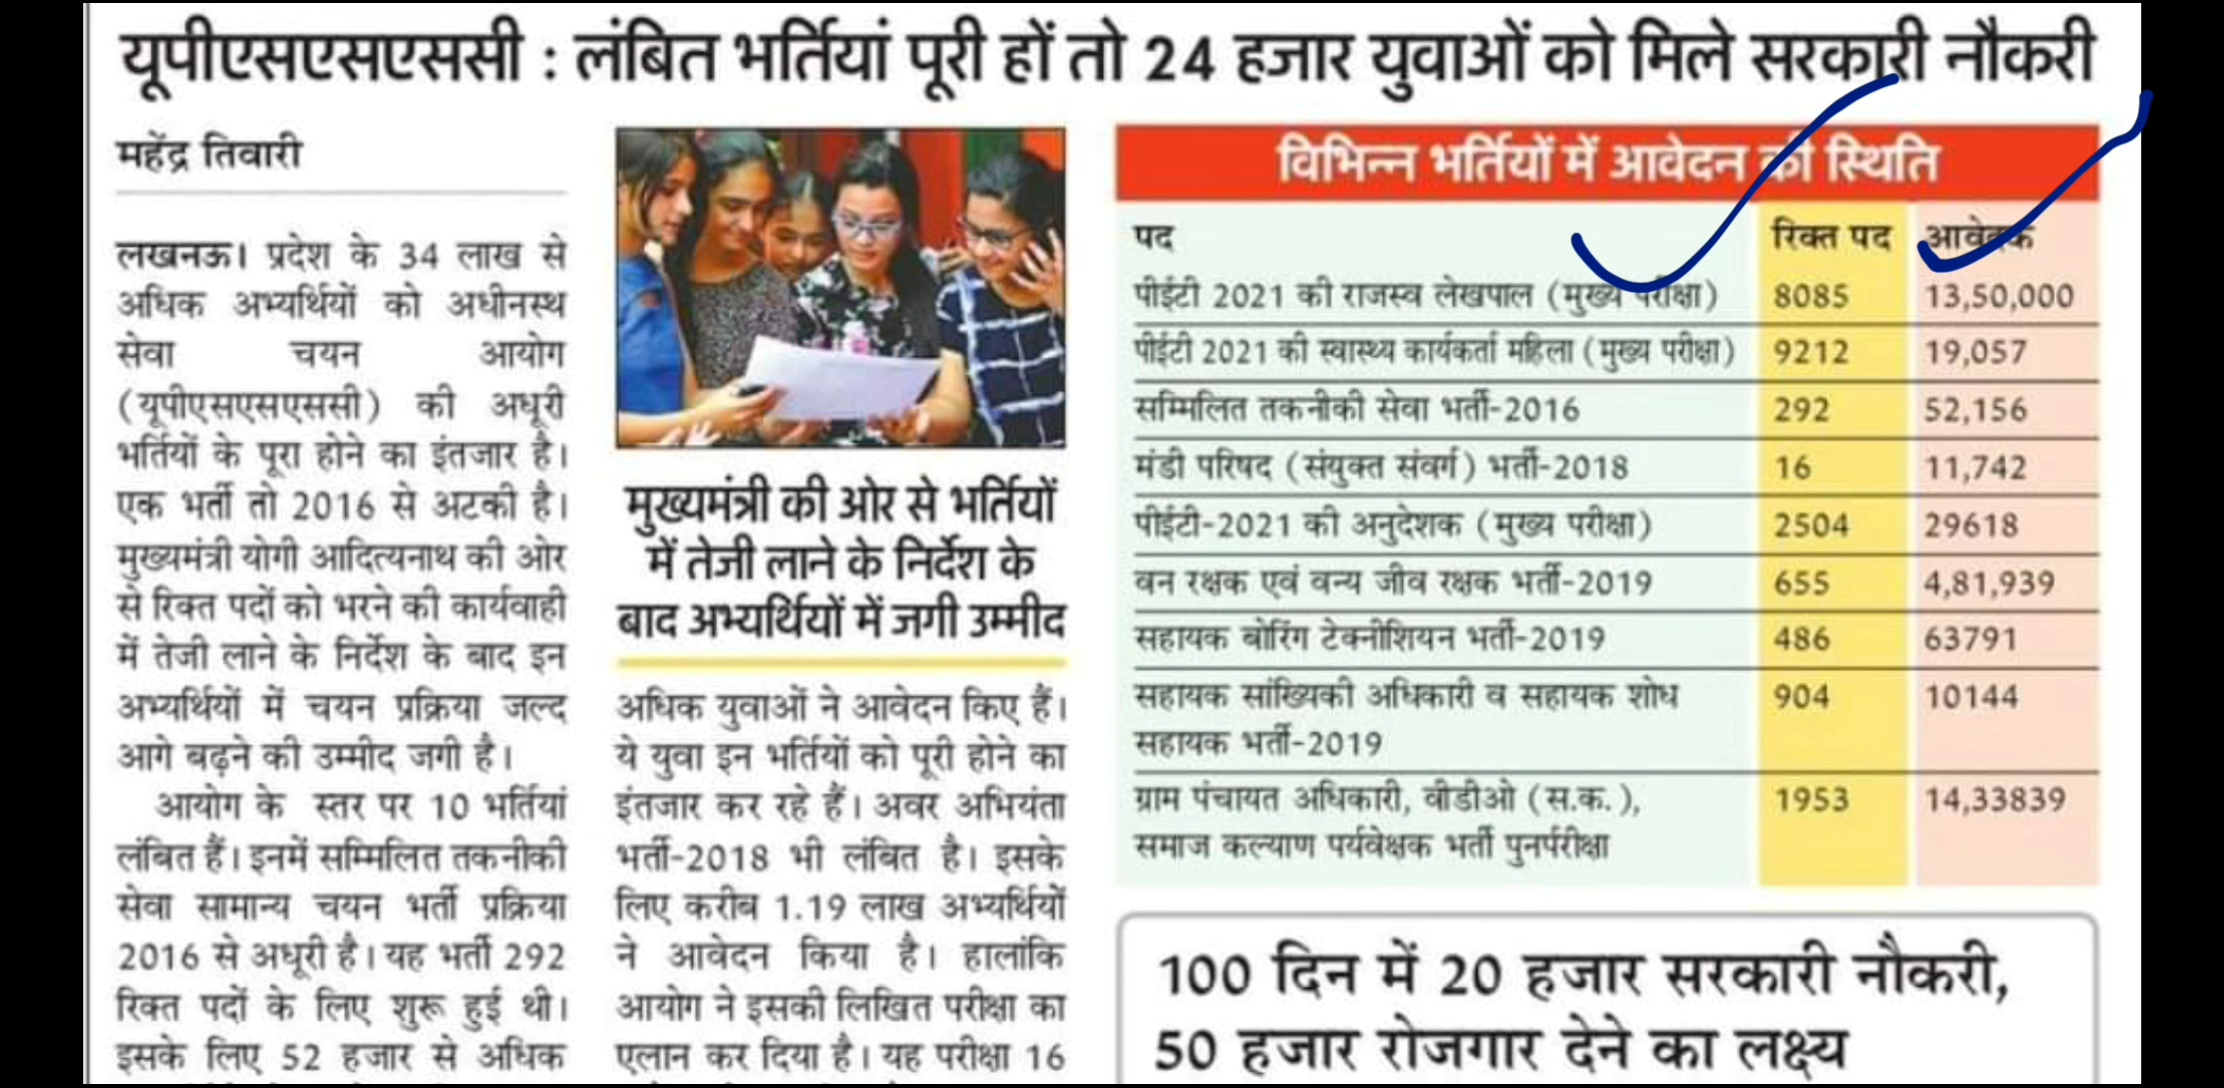 यूपीएसएसएससी : लंबित भर्तियां पूरी हों तो 24 हजार युवाओं को मिले सरकारी नौकरी
महेंद्र तिवारी
लखनऊ। प्रदेश के 34 लाख से
अधिक अभ्यर्थियों को अधीनस्थ
सेवा चयन आयोग
(यूपीएसएसएससी) की अधूरी
भर्तियों के पूरा होने का इंतजार है।
एक भर्ती तो 2016 से अटकी है।
मुख्यमंत्री योगी आदित्यनाथ की ओर
से रिक्त पदों को भरने की कार्यवाही
में तेजी लाने के निर्देश के बाद इन
अभ्यर्थियों में चयन प्रक्रिया जल्द
आगे बढ़ने की उम्मीद जगी है।
आयोग के स्तर पर 10 भर्तियां
लंबित हैं। इनमें सम्मिलित तकनीकी
सेवा सामान्य चयन भर्ती प्रक्रिया
2016 से अधूरी है। यह भर्ती 292
रिक्त पदों के लिए शुरू हुई थी।
इसके लिए 52 हजार से अधिक
मुख्यमंत्री की ओर से भर्तियों
में तेजी लाने के निर्देश के
बाद अभ्यर्थियों में जगी उम्मीद
अधिक युवाओं ने आवेदन किए हैं।
ये युवा इन भर्तियों को पूरी होने का
इंतजार कर रहे हैं। अवर अभियंता
भर्ती-2018 भी लंबित है। इसके
लिए करीब 1.19 लाख अभ्यर्थियों
ने आवेदन किया है। हालांकि
आयोग ने इसकी लिखित परीक्षा का
एलान कर दिया है। यह परीक्षा 16
विभिन्न भर्तियों में आवेदन की स्थिति
पद रिक्त पद आवेदक
पीईटी 2021 की राजस्व लेखपाल (मुख्य परीक्षा) 8085 13,50,000
पीईटी 2021 की स्वास्थ्य कार्यकर्ता महिला (मुख्य परीक्षा) 9212 19,057
सम्मिलित तकनीकी सेवा भर्ती-2016 292 52,156
मंडी परिषद (संयुक्त संवर्ग) भर्ती-2018 16 11,742
पीईटी-2021 की अनुदेशक (मुख्य परीक्षा) 2504 29618
वन रक्षक एवं वन्य जीव रक्षक भर्ती-2019 655 4,81,939
सहायक बोरिंग टेक्नीशियन भर्ती-2019 486 63791
सहायक सांख्यिकी अधिकारी व सहायक शोध 904 10144
सहायक भर्ती-2019
ग्राम पंचायत अधिकारी, वीडीओ (स.क.), 1953 14,33839
समाज कल्याण पर्यवेक्षक भर्ती पुनर्परीक्षा
100 दिन में 20 हजार सरकारी नौकरी,
50 हजार रोजगार देने का लक्ष्य